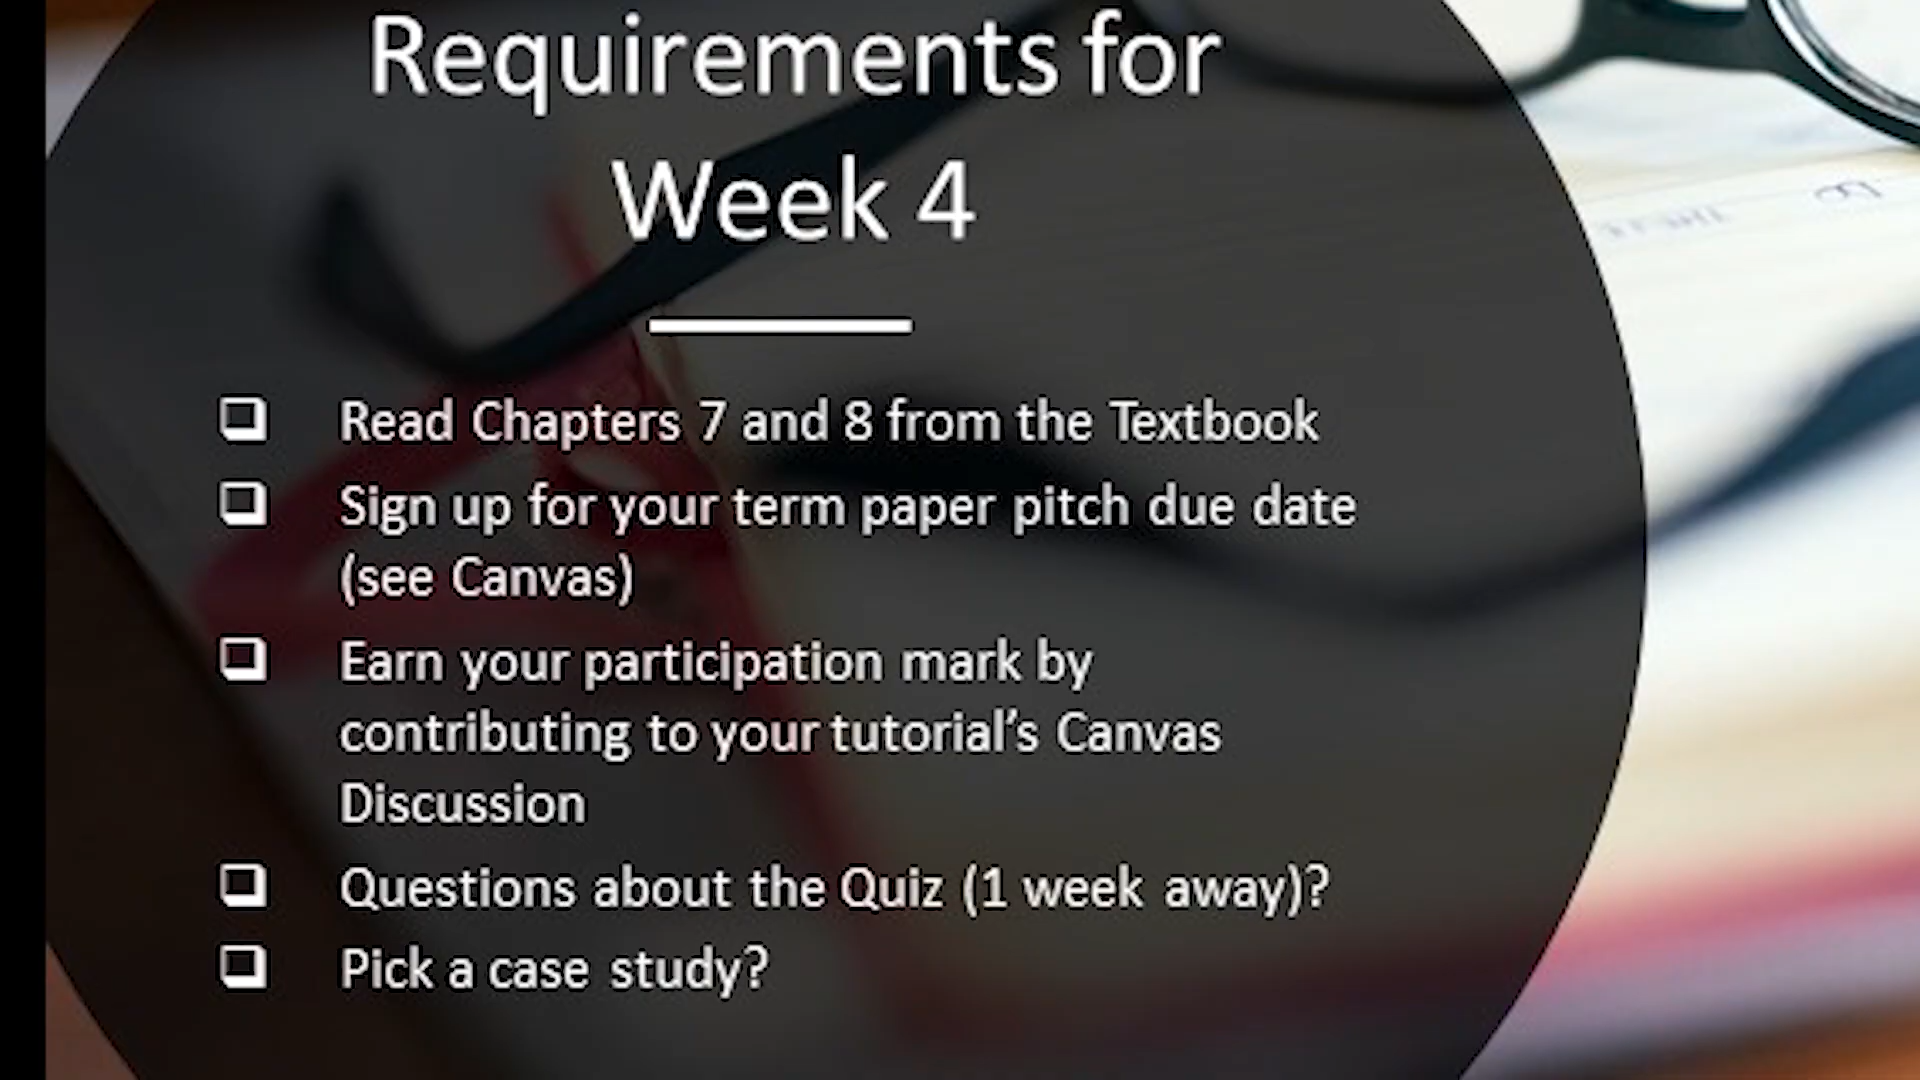 Requirements for
Week 4
Read Chapters 7 and 8 from the Textbook
Sign up for your term paper pitch due date
(see Canvas)
Earn your participation mark by
contributing to your tutorial's Canvas
Discussion
Questions about the Quiz (1 week away)?
Pick a case study?